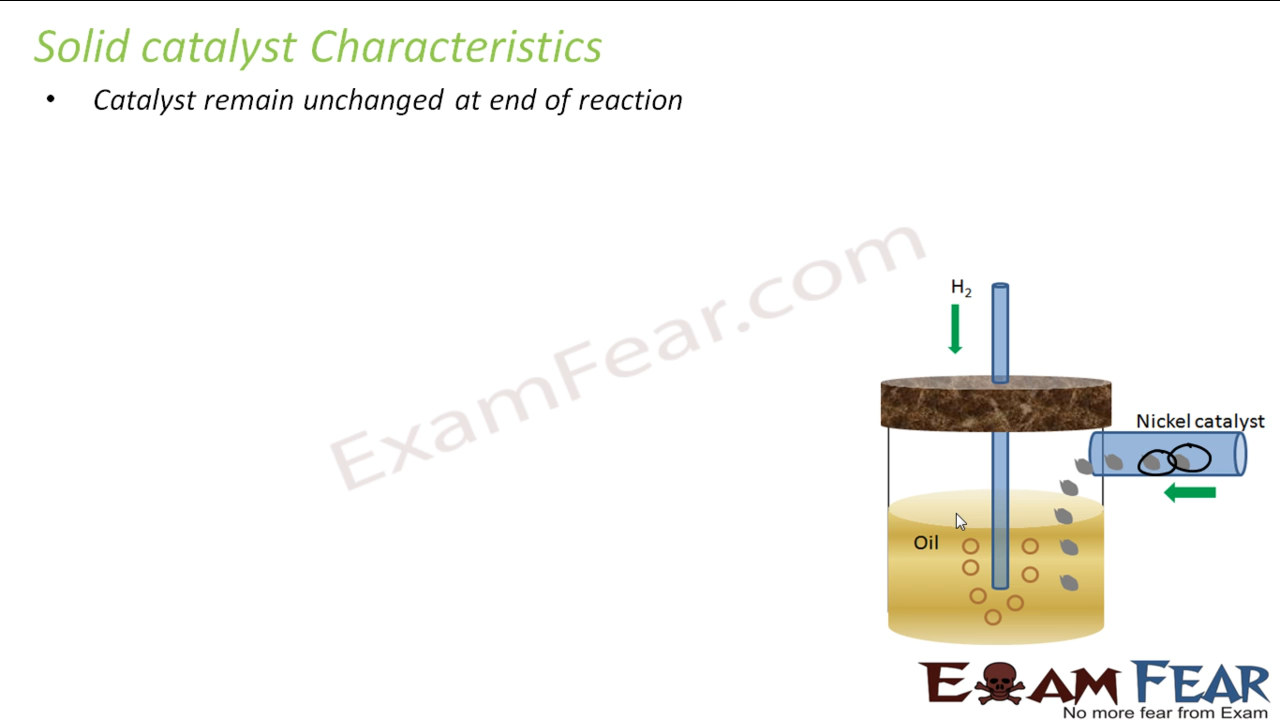 Solid catalyst Characteristics
• Catalyst remain unchanged at end of reaction
ExamFear.com
H₂
Nickel catalyst
Oil
EXAM FEAR
No more fear from Exam